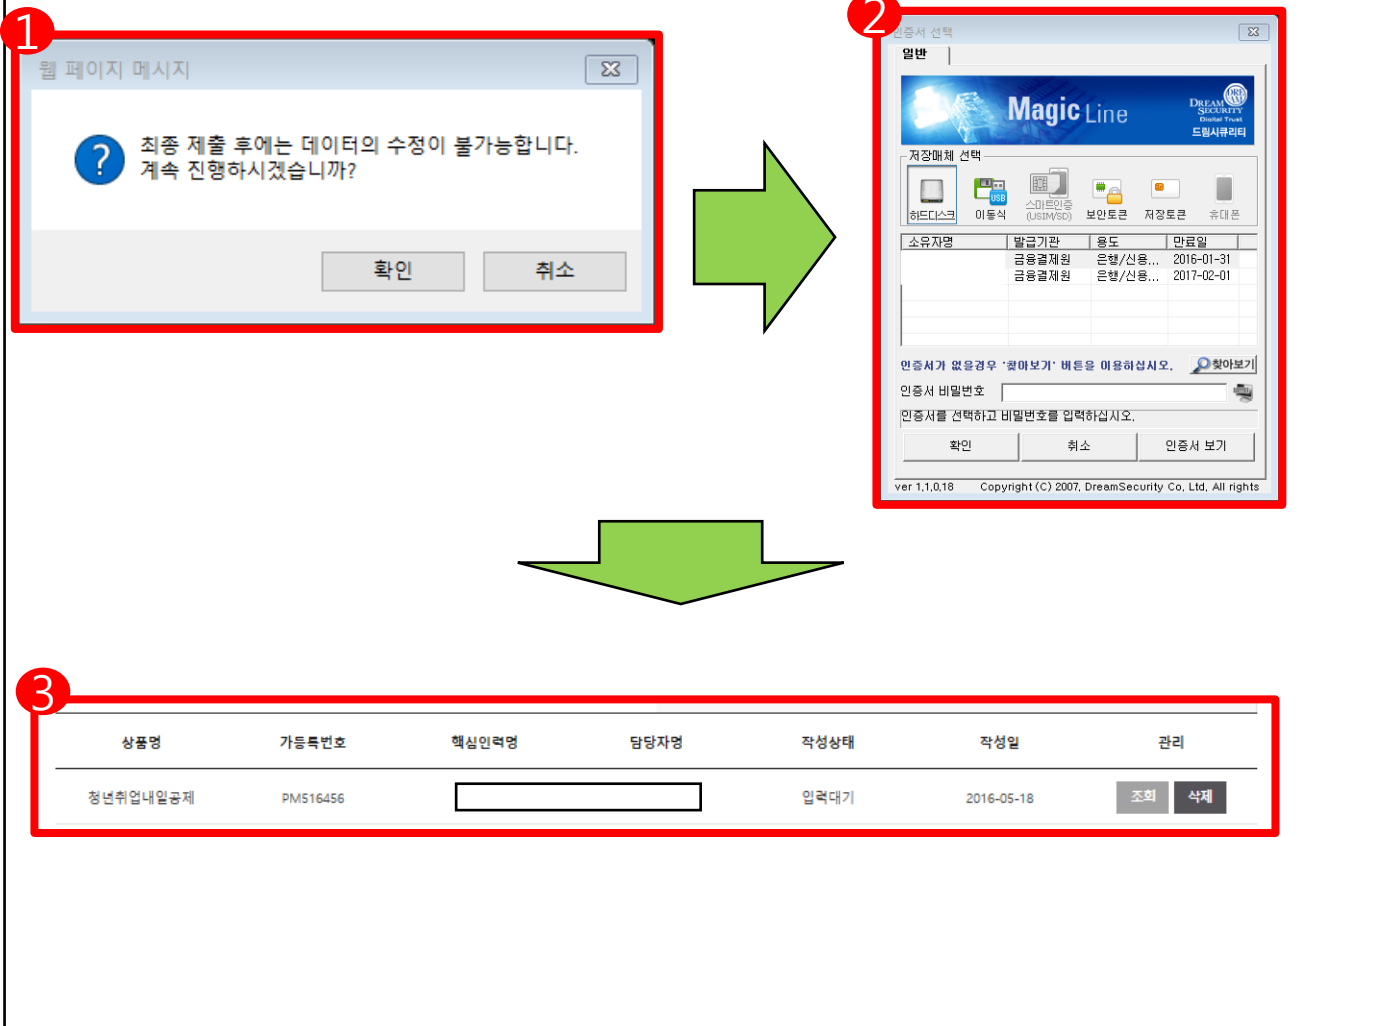 1
웹 페이지 메시지
최종 제출 후에는 데이터의 수정이 불가능합니다.
계속 진행하시겠습니까?
확인 취소
2
인증서 선택
일반
Magic Line
DREAM SECURITY
Digital Trust
드림시큐리티
저장매체 선택
USB
하드디스크 이동식 스마트인증 (USIM/SD) 보안토큰 저장토큰 휴대폰
소유자명 발급기관 용도 만료일
금융결제원 은행/신용... 2016-01-31
금융결제원 은행/신용... 2017-02-01
인증서가 없을경우 '찾아보기' 버튼을 이용하십시오. 찾아보기
인증서 비밀번호
인증서를 선택하고 비밀번호를 입력하십시오.
확인 취소 인증서 보기
ver 1,1,0,18 Copyright (C) 2007, DreamSecurity Co, Ltd, All rights
3
상품명 가등록번호 핵심인력명 담당자명 작성상태 작성일 관리
청년취업내일공제 PM516456 입력대기 2016-05-18 조회 삭제